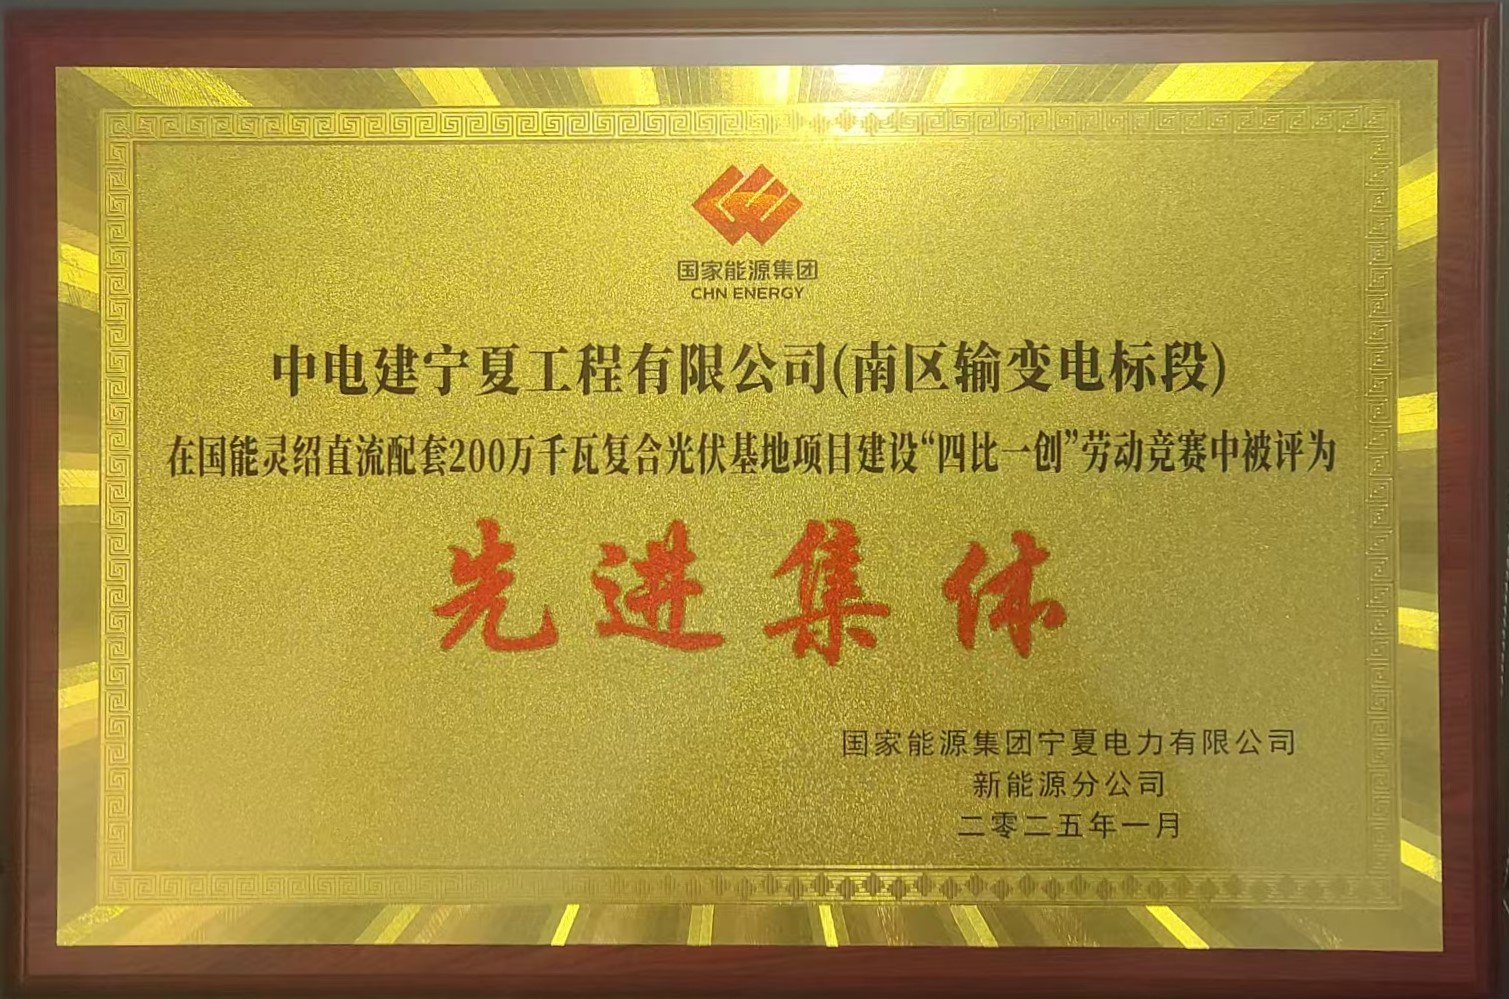 国家能源集团
CHN ENERGY
中电建宁夏工程有限公司(南区输变电标段)
在国能灵绍直流配套200万千瓦复合光伏基地项目建设“四比一创”劳动竞赛中被评为
先进集体
国家能源集团宁夏电力有限公司
新能源分公司
二零二五年一月